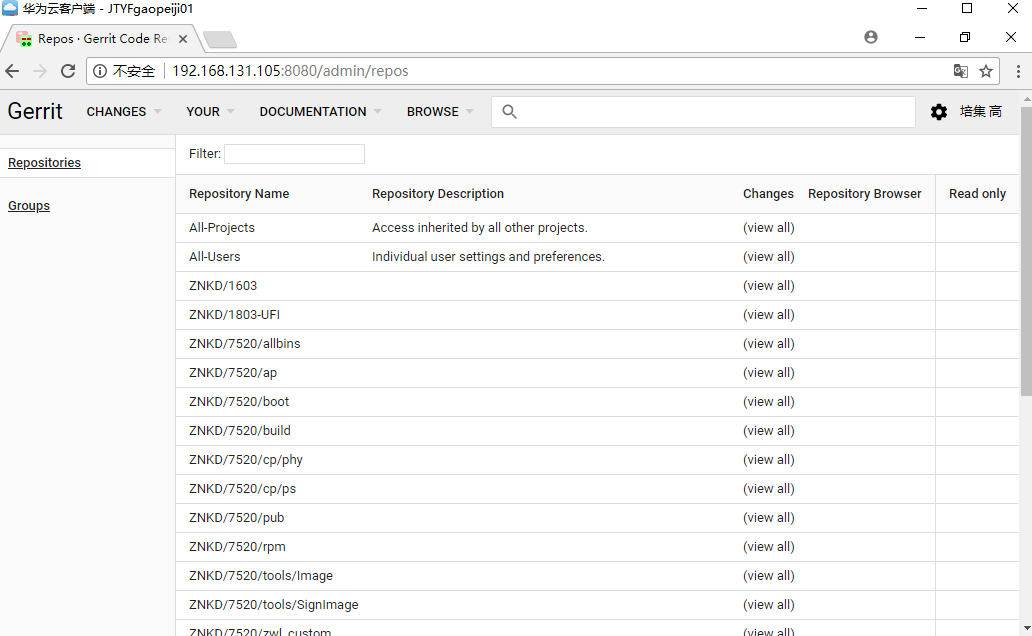 华为云客户端 - JTYFgaopeiji01
Repos · Gerrit Code Re
不安全 192.168.131.105:8080/admin/repos
Gerrit CHANGES YOUR DOCUMENTATION BROWSE 培集 高
Repositories
Groups
Filter:
Repository Name Repository Description Changes Repository Browser Read only
All-Projects Access inherited by all other projects. (view all)
All-Users Individual user settings and preferences. (view all)
ZNKD/1603 (view all)
ZNKD/1803-UFI (view all)
ZNKD/7520/allbins (view all)
ZNKD/7520/ap (view all)
ZNKD/7520/boot (view all)
ZNKD/7520/build (view all)
ZNKD/7520/cp/phy (view all)
ZNKD/7520/cp/ps (view all)
ZNKD/7520/pub (view all)
ZNKD/7520/rpm (view all)
ZNKD/7520/tools/Image (view all)
ZNKD/7520/tools/SignImage (view all)
ZNKD/7520/zwl_custom (view all)